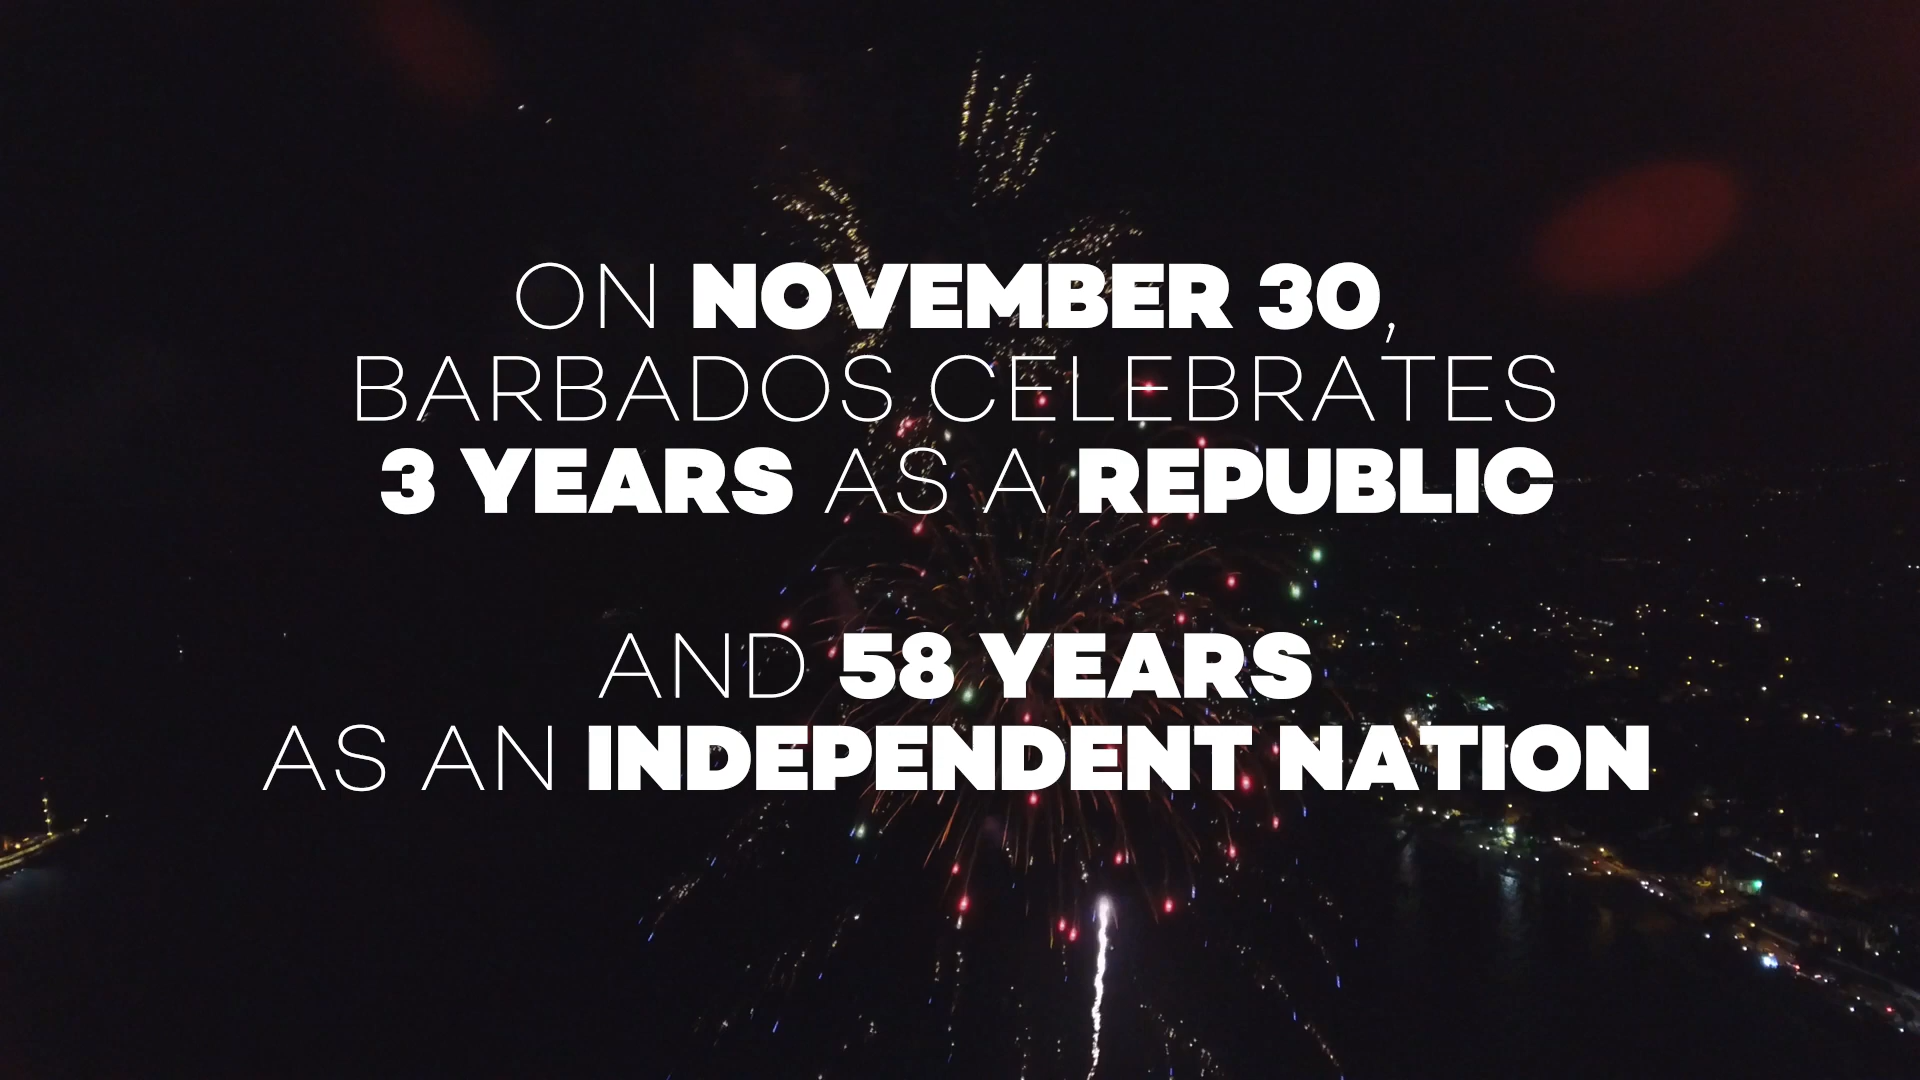 ON NOVEMBER 30,
BARBADOS CELEBRATES
3 YEARS AS A REPUBLIC
AND 58 YEARS
AS AN INDEPENDENT NATION